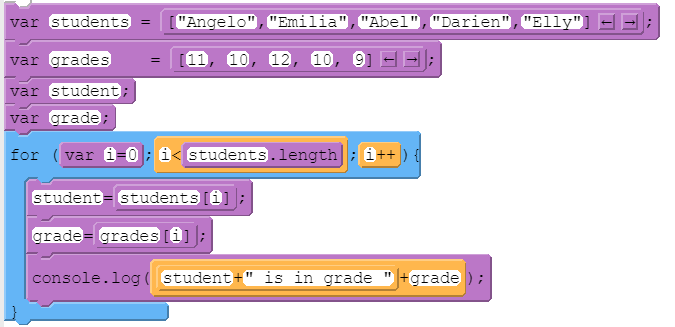 var students = ["Angelo","Emilia","Abel","Darien","Elly"] ← → ;
var grades = [11, 10, 12, 10, 9] ← → ;
var student;
var grade;
for (var i=0; i<students.length; i++){
student=students[i];
grade=grades[i];
console.log(student+" is in grade "+grade);
}